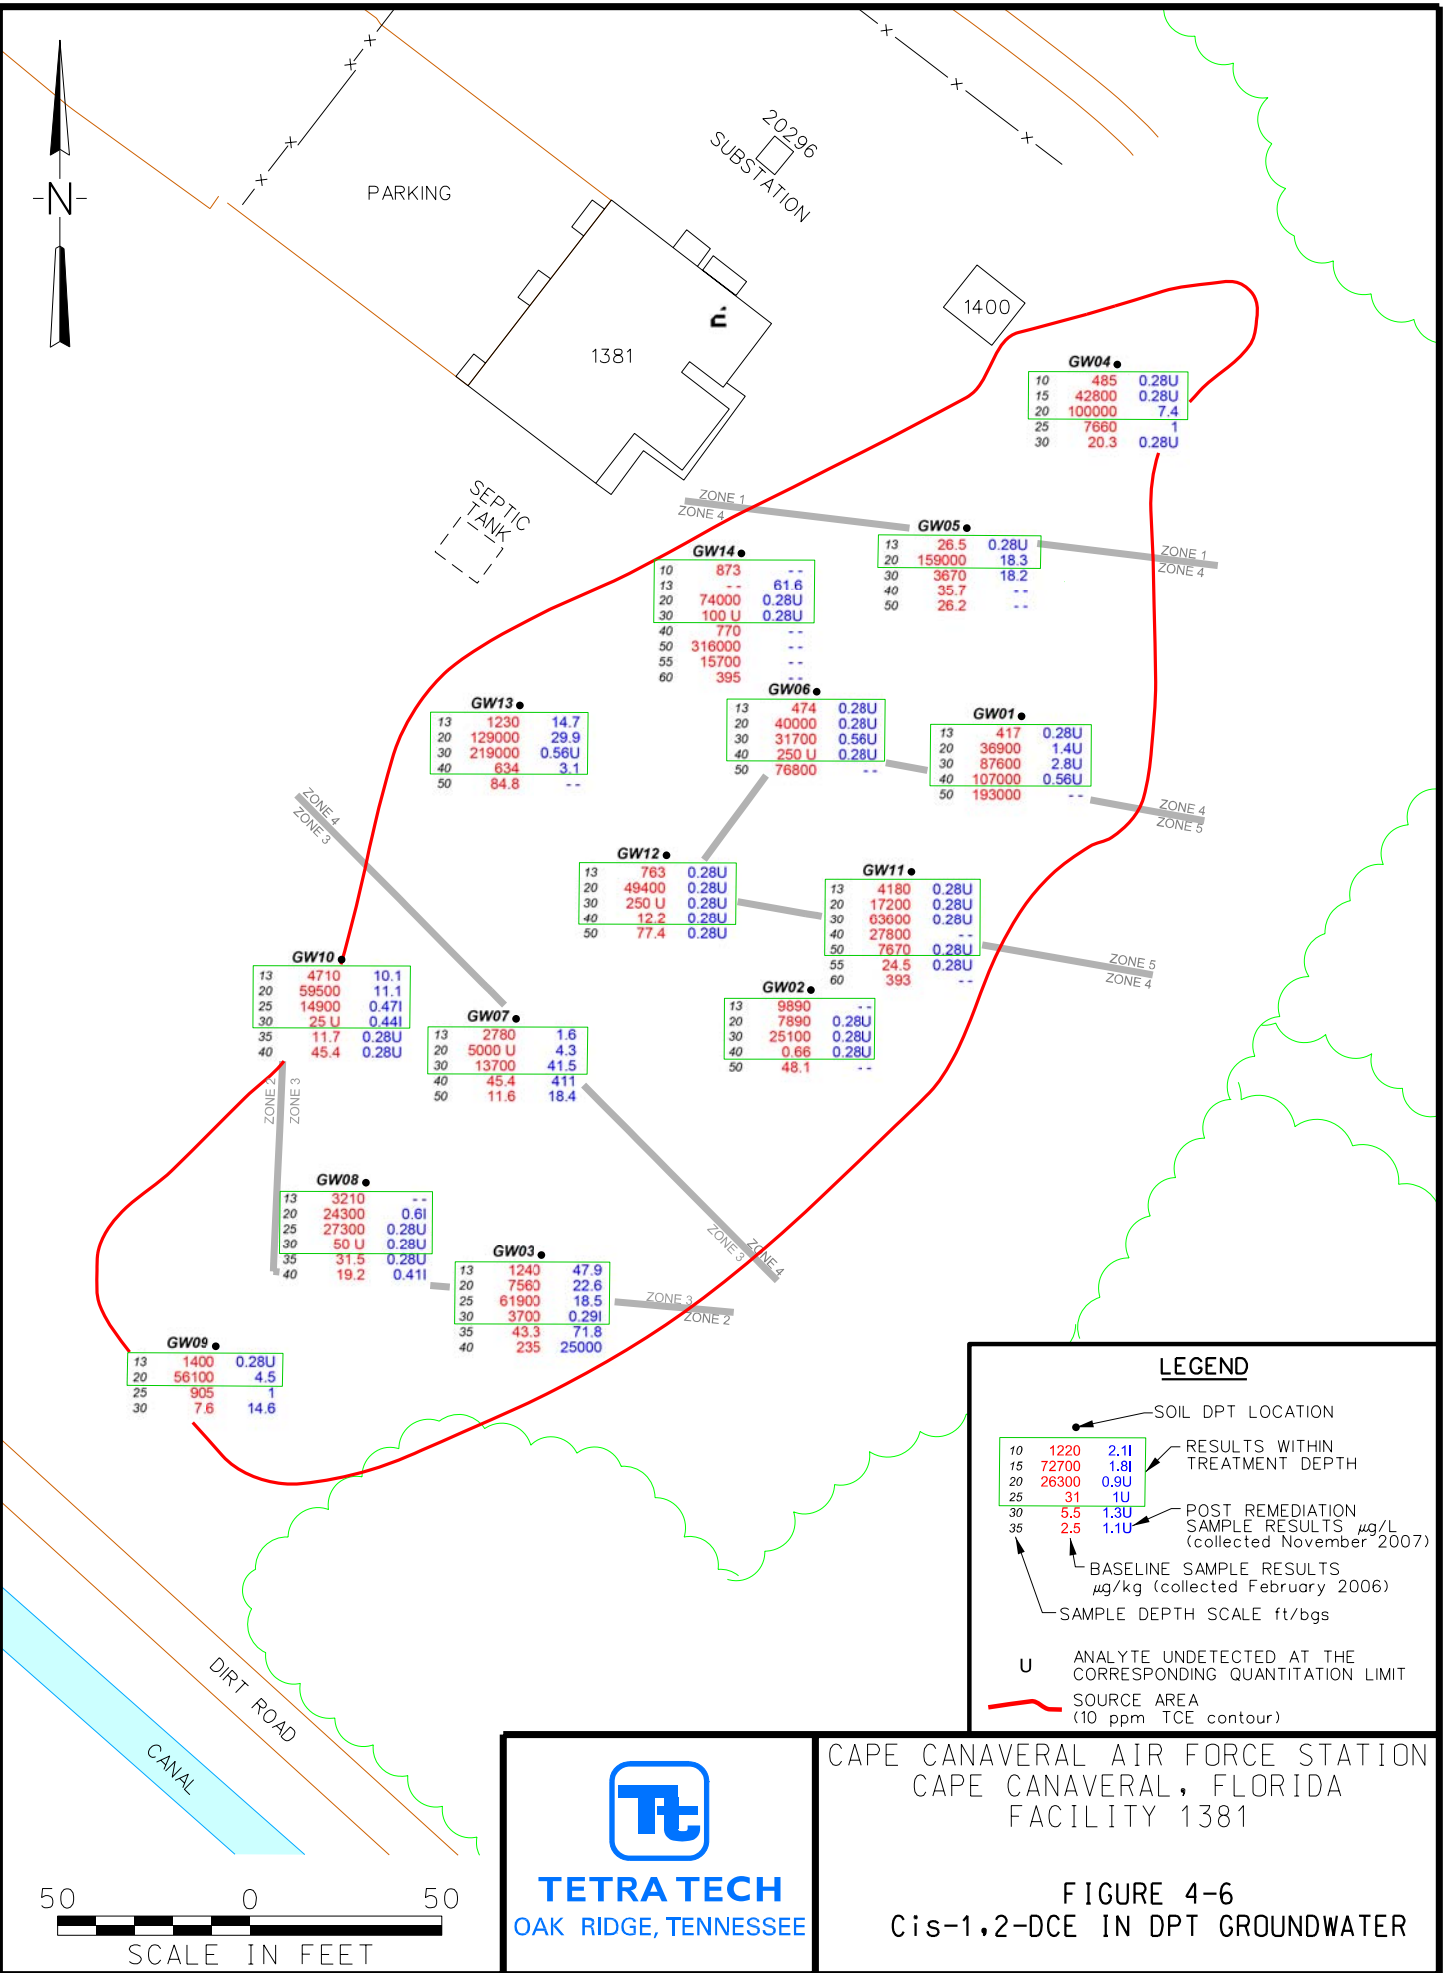 -N-
PARKING
20296
SUBSTATION
1400
1381
SEPTIC
TANK
GW04
10 485 0.28U
15 42800 0.28U
20 100000 7.4
25 7660 1
30 20.3 0.28U
ZONE 1
ZONE 4
GW05
13 26.5 0.28U
20 159000 18.3
30 3670 18.2
40 35.7 --
50 26.2 --
ZONE 1
ZONE 4
GW14
10 873 --
13 -- 61.6
20 74000 0.28U
30 100 U 0.28U
40 770 --
50 316000 --
55 15700 --
60 395 --
GW13
13 1230 14.7
20 129000 29.9
30 219000 0.56U
40 634 3.1
50 84.8 --
GW06
13 474 0.28U
20 40000 0.28U
30 31700 0.56U
40 250 U 0.28U
50 76800 --
GW01
13 417 0.28U
20 36900 1.4U
30 87600 2.8U
40 107000 0.56U
50 193000 --
ZONE 4
ZONE 5
ZONE 4
ZONE 3
GW12
13 763 0.28U
20 49400 0.28U
30 250 U 0.28U
40 12.2 0.28U
50 77.4 0.28U
GW11
13 4180 0.28U
20 17200 0.28U
30 63600 0.28U
40 27800 --
50 7670 0.28U
55 24.5 0.28U
60 393 --
ZONE 5
ZONE 4
GW10
13 4710 10.1
20 59500 11.1
25 14900 0.47I
30 25 U 0.44I
35 11.7 0.28U
40 45.4 0.28U
GW07
13 2780 1.6
20 5000 U 4.3
30 13700 41.5
40 45.4 411
50 11.6 18.4
GW02
13 9890 --
20 7890 0.28U
30 25100 0.28U
40 0.66 0.28U
50 48.1 --
ZONE 2
ZONE 3
GW08
13 3210 --
20 24300 0.6I
25 27300 0.28U
30 50 U 0.28U
35 31.5 0.28U
40 19.2 0.41I
GW03
13 1240 47.9
20 7560 22.6
25 61900 18.5
30 3700 0.29I
35 43.3 71.8
40 235 25000
ZONE 3
ZONE 4
ZONE 3
ZONE 2
GW09
13 1400 0.28U
20 56100 4.5
25 905 1
30 7.6 14.6
DIRT ROAD
CANAL
50 0 50
SCALE IN FEET
LEGEND
SOIL DPT LOCATION
10 1220 2.1I
15 72700 1.8I
20 26300 0.9U
25 31 1U
30 5.5 1.3U
35 2.5 1.1U
RESULTS WITHIN
TREATMENT DEPTH
POST REMEDIATION
SAMPLE RESULTS µg/L
(collected November 2007)
BASELINE SAMPLE RESULTS
µg/kg (collected February 2006)
SAMPLE DEPTH SCALE ft/bgs
U ANALYTE UNDETECTED AT THE
CORRESPONDING QUANTITATION LIMIT
SOURCE AREA
(10 ppm TCE contour)
Tt
TETRA TECH
OAK RIDGE, TENNESSEE
CAPE CANAVERAL AIR FORCE STATION
CAPE CANAVERAL, FLORIDA
FACILITY 1381
FIGURE 4-6
Cis-1,2-DCE IN DPT GROUNDWATER